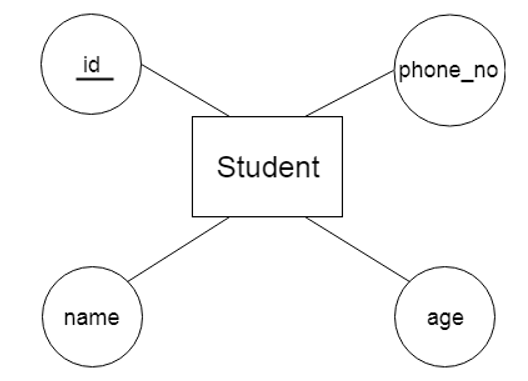 id
phone_no
Student
name
age